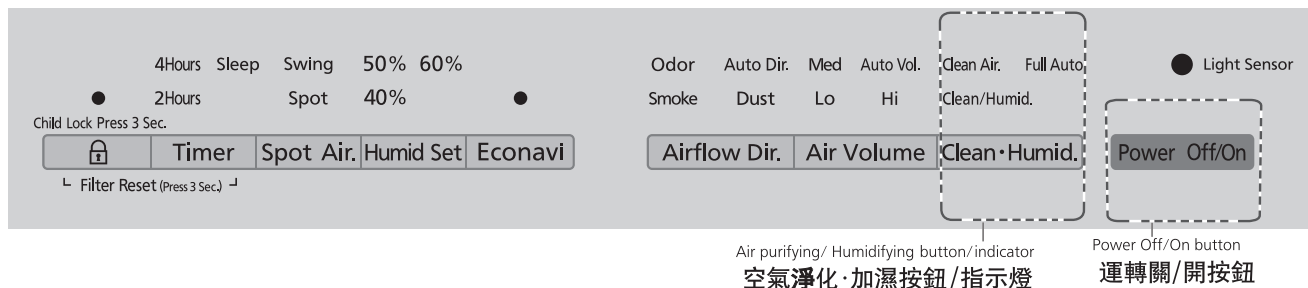 4Hours Sleep Swing 50% 60% Odor Auto Dir. Med Auto Vol. Clean Air. Full Auto Light Sensor
2Hours Spot 40% Smoke Dust Lo Hi Clean/Humid.
Child Lock Press 3 Sec.
Timer Spot Air. Humid Set Econavi Airflow Dir. Air Volume Clean·Humid. Power Off/On
Filter Reset (Press 3 Sec.)
Air purifying/ Humidifying button/indicator Power Off/On button
空氣淨化·加濕按鈕/指示燈 運轉關/開按鈕